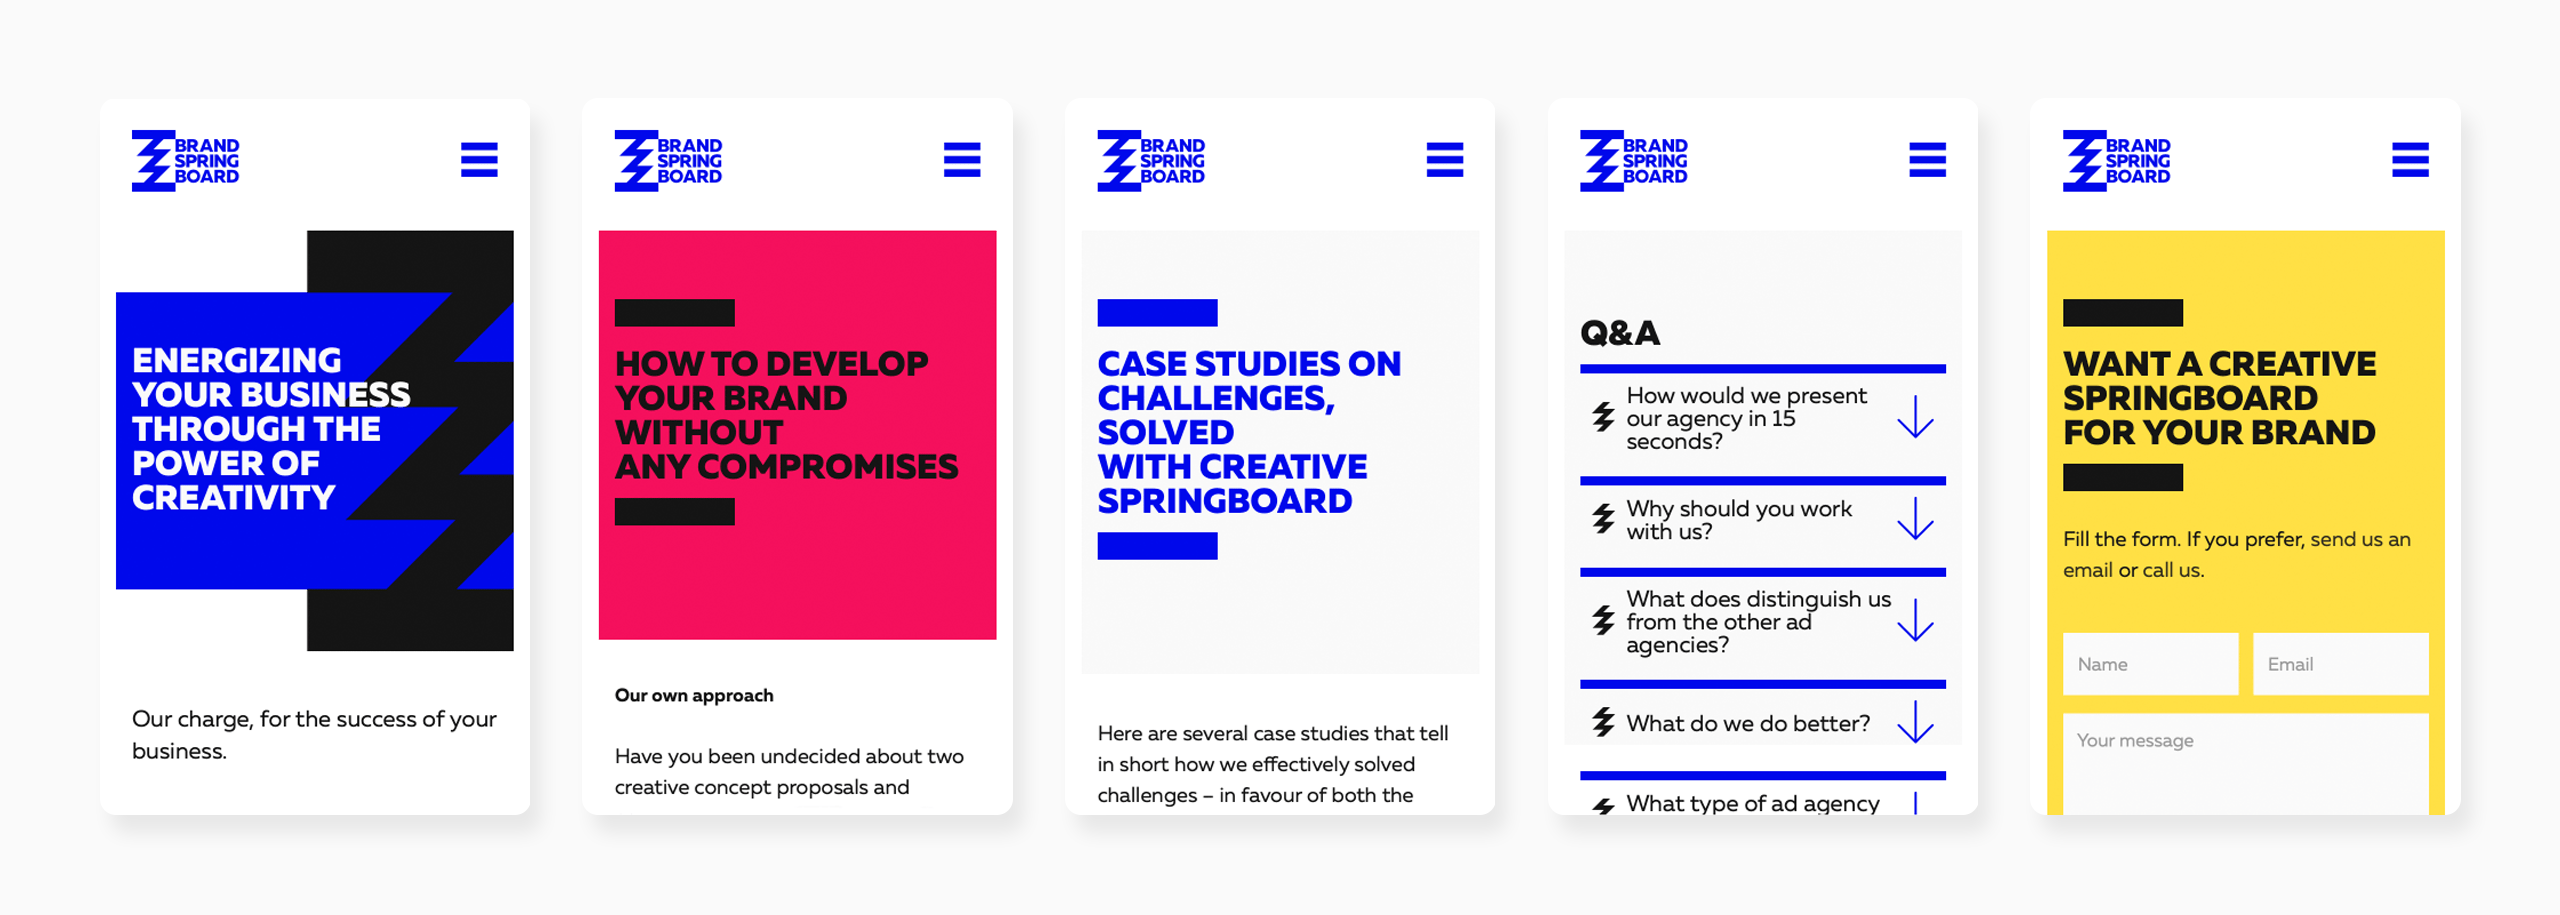 BRAND
SPRING
BOARD
ENERGIZING
YOUR BUSINESS
THROUGH THE
POWER OF
CREATIVITY
Our charge, for the success of your
business.
BRAND
SPRING
BOARD
HOW TO DEVELOP
YOUR BRAND
WITHOUT
ANY COMPROMISES
Our own approach
Have you been undecided about two
creative concept proposals and
BRAND
SPRING
BOARD
CASE STUDIES ON
CHALLENGES,
SOLVED
WITH CREATIVE
SPRINGBOARD
Here are several case studies that tell
in short how we effectively solved
challenges – in favour of both the
BRAND
SPRING
BOARD
Q&A
How would we present
our agency in 15
seconds?
Why should you work
with us?
What does distinguish us
from the other ad
agencies?
What do we do better?
What type of ad agency
BRAND
SPRING
BOARD
WANT A CREATIVE
SPRINGBOARD
FOR YOUR BRAND
Fill the form. If you prefer, send us an
email or call us.
Name
Email
Your message